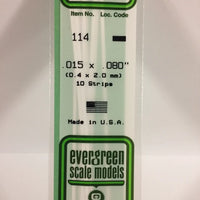 Item No. Loc. Code
114
.015 x .080"
(0.4 x 2.0 mm)
10 Strips
Made in U.S.A.
evergreen
scale models